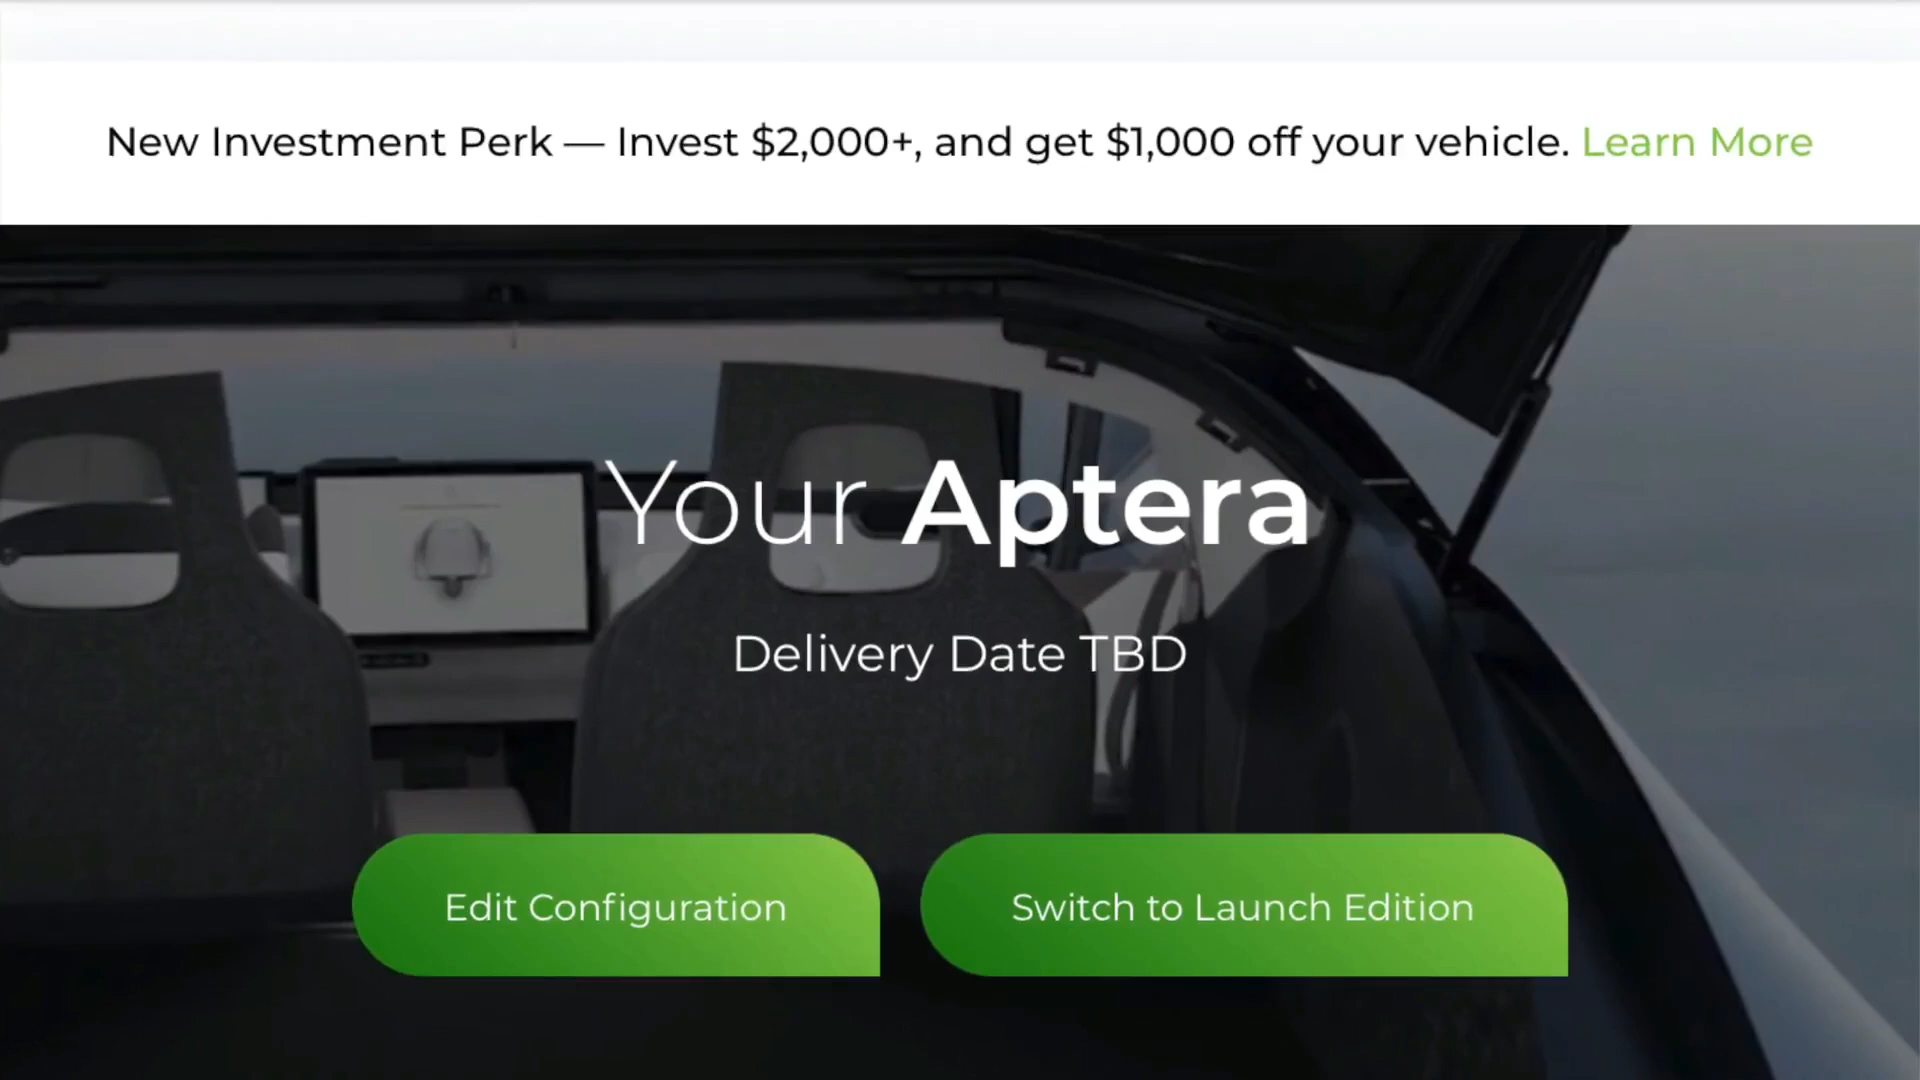 New Investment Perk — Invest $2,000+, and get $1,000 off your vehicle. Learn More
Your Aptera
Delivery Date TBD
Edit Configuration
Switch to Launch Edition